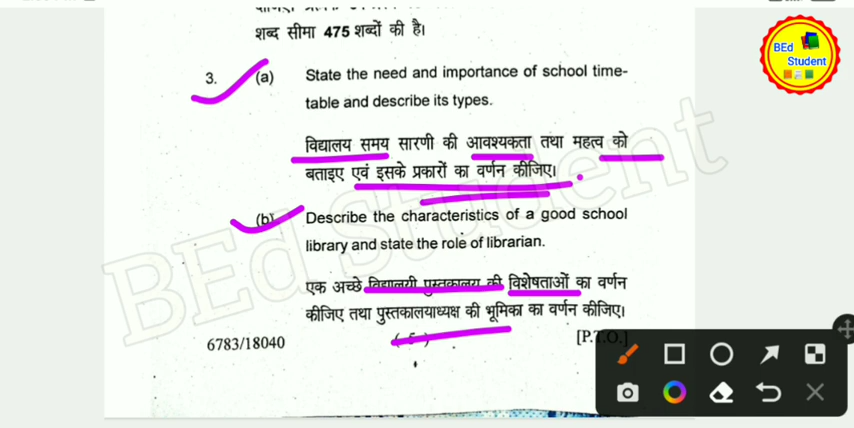 शब्द सीमा 475 शब्दों की है।
BEd
Student
3. (a) State the need and importance of school time-
table and describe its types.
विद्यालय समय सारणी की आवश्यकता तथा महत्व को
बताइए एवं इसके प्रकारों का वर्णन कीजिए।
(b) Describe the characteristics of a good school
library and state the role of librarian.
एक अच्छे विद्यालयी पुस्तकालय की विशेषताओं का वर्णन
कीजिए तथा पुस्तकालयाध्यक्ष की भूमिका का वर्णन कीजिए।
6783/18040 ( 5 ) [P.T.O.]
BEd Student